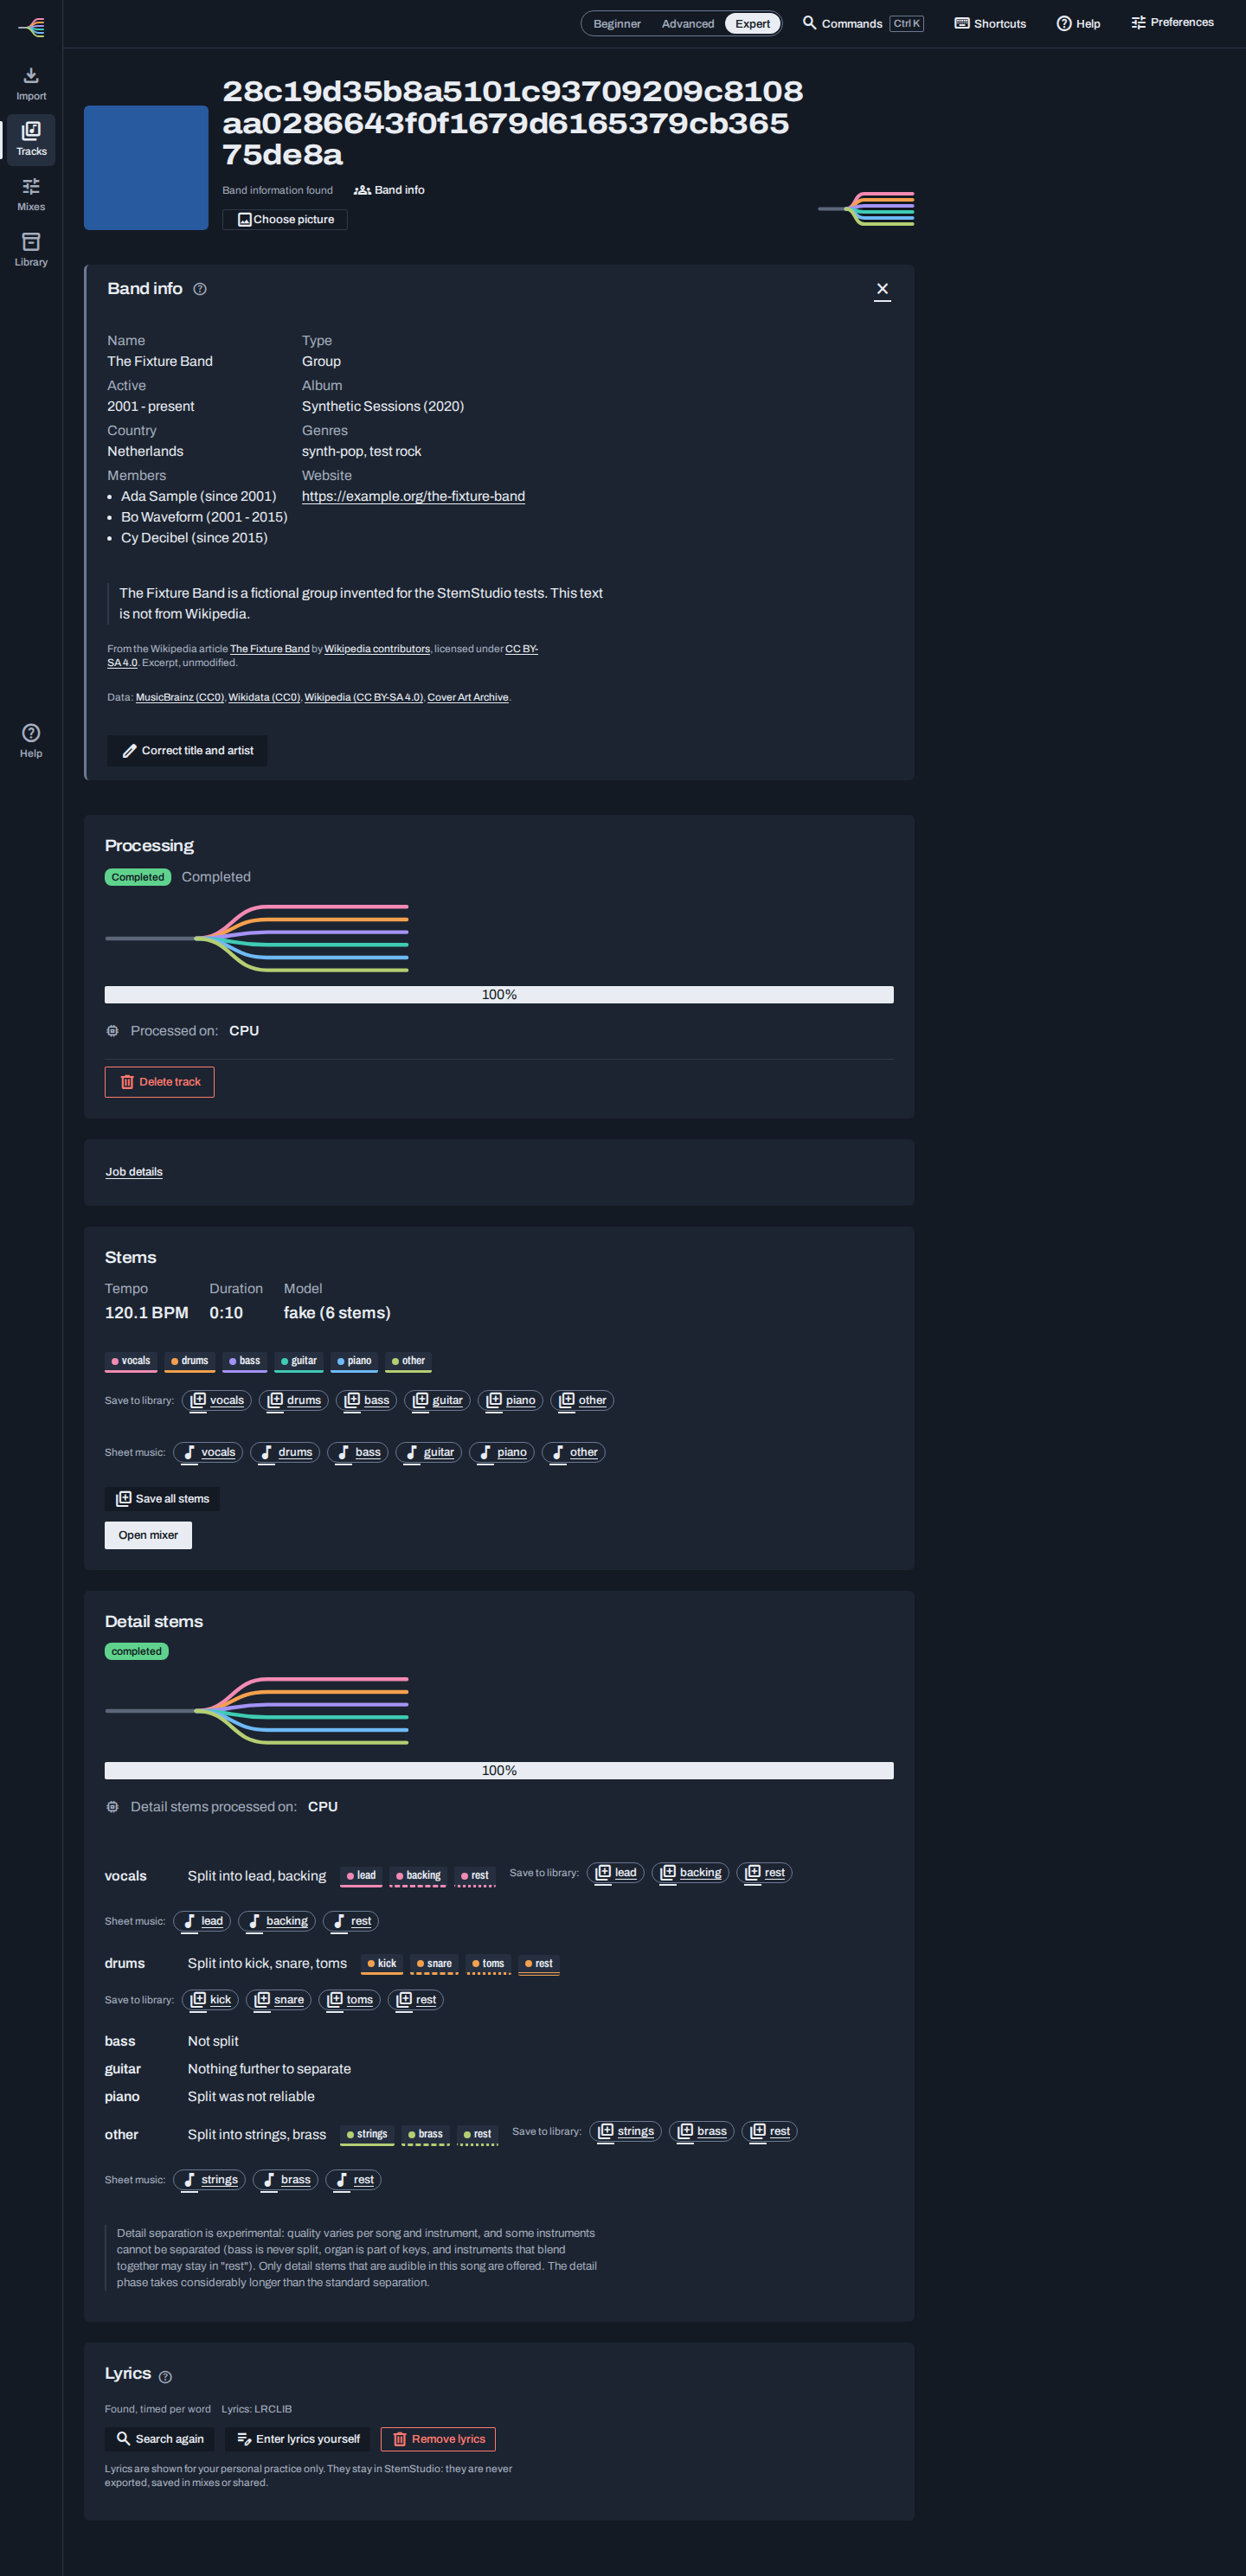 Beginner Advanced Expert Commands Ctrl K Shortcuts Help Preferences
Import
Tracks
Mixes
Library
Help
28c19d35b8a5101c93709209c8108
aa0286643f0f1679d6165379cb365
75de8a
Band information found Band info
Choose picture
Band info
Name Type
The Fixture Band Group
Active Album
2001 - present Synthetic Sessions (2020)
Country Genres
Netherlands synth-pop, test rock
Members Website
• Ada Sample (since 2001) https://example.org/the-fixture-band
• Bo Waveform (2001 - 2015)
• Cy Decibel (since 2015)
The Fixture Band is a fictional group invented for the StemStudio tests. This text
is not from Wikipedia.
From the Wikipedia article The Fixture Band by Wikipedia contributors, licensed under CC BY-
SA 4.0. Excerpt, unmodified.
Data: MusicBrainz (CC0), Wikidata (CC0), Wikipedia (CC BY-SA 4.0), Cover Art Archive.
Correct title and artist
Processing
Completed Completed
100%
Processed on: CPU
Delete track
Job details
Stems
Tempo Duration Model
120.1 BPM 0:10 fake (6 stems)
vocals drums bass guitar piano other
Save to library: vocals drums bass guitar piano other
Sheet music: vocals drums bass guitar piano other
Save all stems
Open mixer
Detail stems
completed
100%
Detail stems processed on: CPU
vocals Split into lead, backing lead backing rest Save to library: lead backing rest
Sheet music: lead backing rest
drums Split into kick, snare, toms kick snare toms rest
Save to library: kick snare toms rest
bass Not split
guitar Nothing further to separate
piano Split was not reliable
other Split into strings, brass strings brass rest Save to library: strings brass rest
Sheet music: strings brass rest
Detail separation is experimental: quality varies per song and instrument, and some instruments
cannot be separated (bass is never split, organ is part of keys, and instruments that blend
together may stay in "rest"). Only detail stems that are audible in this song are offered. The detail
phase takes considerably longer than the standard separation.
Lyrics
Found, timed per word Lyrics: LRCLIB
Search again Enter lyrics yourself Remove lyrics
Lyrics are shown for your personal practice only. They stay in StemStudio: they are never
exported, saved in mixes or shared.